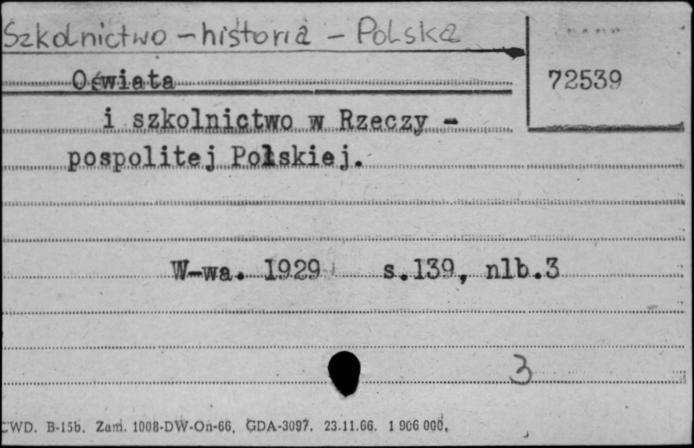 Szkolnictwo - historia - Polska
Oświata
72539
i szkolnictwo w Rzeczy -
pospolitej Polskiej.
W-wa. 1929 s.139, nlb.3
3
CWD. B-15b. Zam. 1008-DW-On-66, GDA-3097. 23.11.66. 1 906 000.